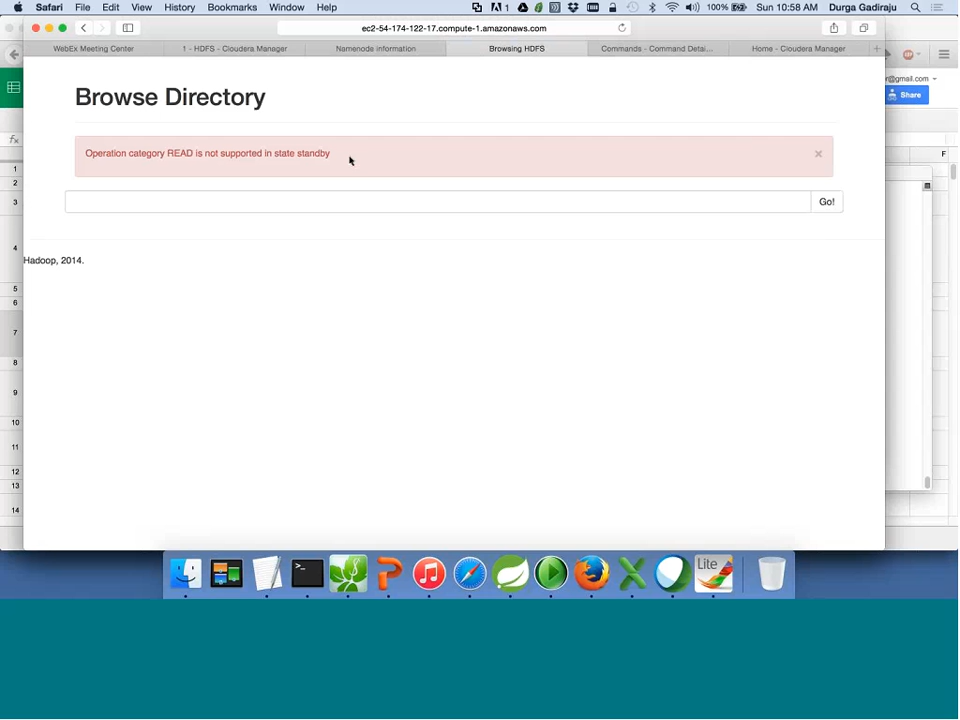 Safari File Edit View History Bookmarks Window Help 1 100% Sun 10:58 AM Durga Gadiraju
ec2-54-174-122-17.compute-1.amazonaws.com
WebEx Meeting Center 1 - HDFS - Cloudera Manager Namenode information Browsing HDFS Commands - Command Detai... Home - Cloudera Manager +
r@gmail.com
Share
Browse Directory
fx
F
Operation category READ is not supported in state standby ×
Go!
Hadoop, 2014.
1
2
3
4
5
6
7
8
9
10
11
12
13
14
>_
Lite